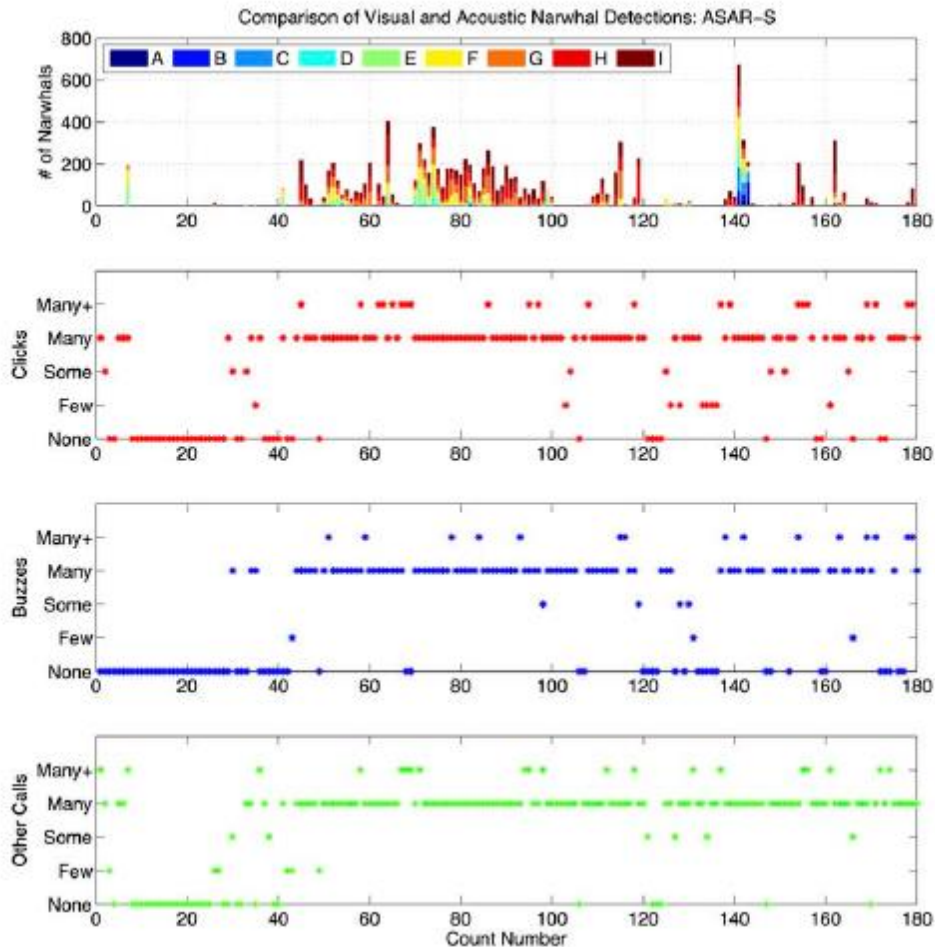 Comparison of Visual and Acoustic Narwhal Detections: ASAR-S
# of Narwhals
800
600
400
200
0
A B C D E F G H I
0 20 40 60 80 100 120 140 160 180
Clicks
Many+
Many
Some
Few
None
0 20 40 60 80 100 120 140 160 180
Buzzes
Many+
Many
Some
Few
None
0 20 40 60 80 100 120 140 160 180
Other Calls
Many+
Many
Some
Few
None
0 20 40 60 80 100 120 140 160 180
Count Number